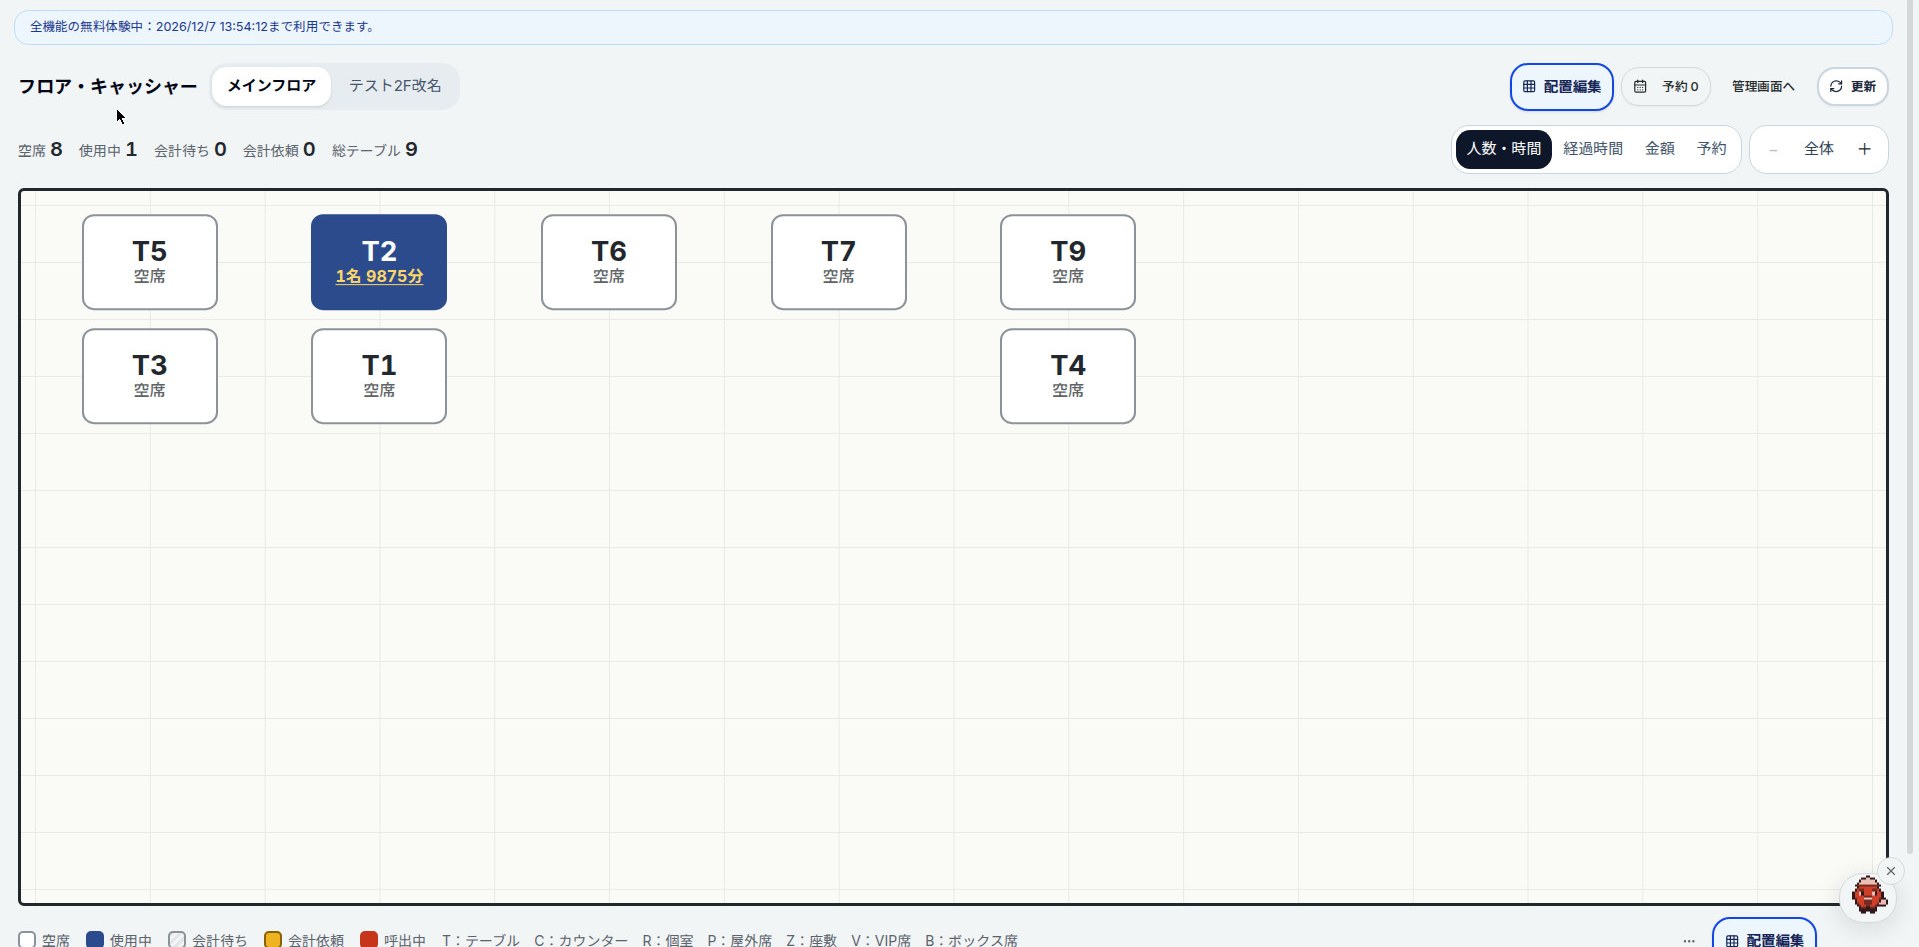 全機能の無料体験中：2026/12/7 13:54:12まで利用できます。
フロア・キャッシャー メインフロア テスト2F改名 配置編集 予約 0 管理画面へ 更新
空席 8 使用中 1 会計待ち 0 会計依頼 0 総テーブル 9 人数・時間 経過時間 金額 予約 − 全体 +
T5 T2 T6 T7 T9
空席 1名 9875分 空席 空席 空席
T3 T1 T4
空席 空席 空席
空席 使用中 会計待ち 会計依頼 呼出中 T：テーブル C：カウンター R：個室 P：屋外席 Z：座敷 V：VIP席 B：ボックス席 … 配置編集